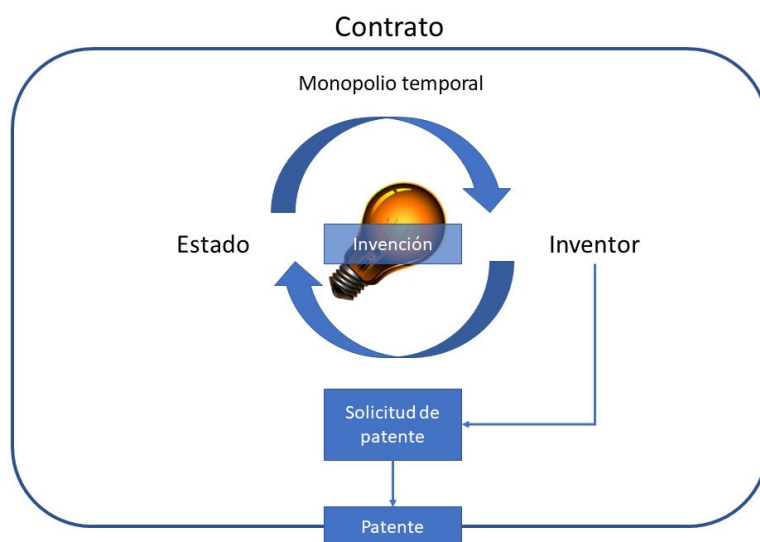 Contrato
Monopolio temporal
Estado
Invención
Inventor
Solicitud de
patente
Patente